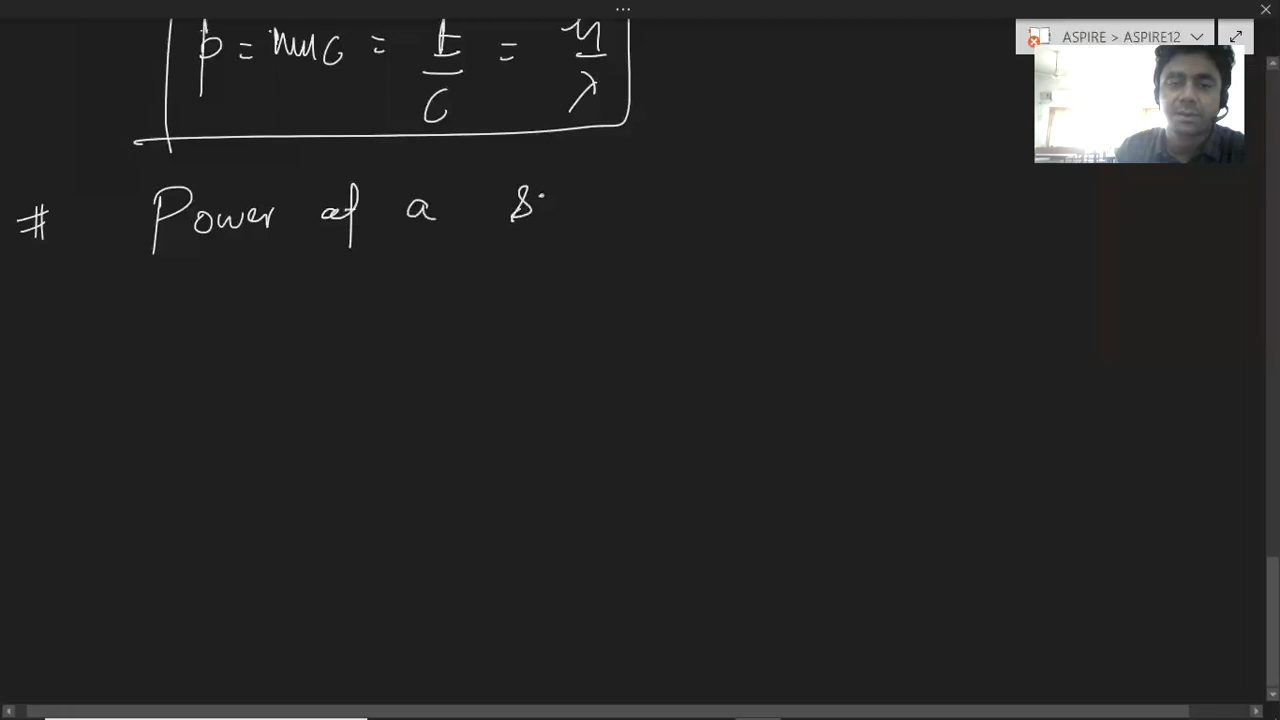 ...
ASPIRE > ASPIRE12
p = mc = E/C = h/λ
# Power of a s